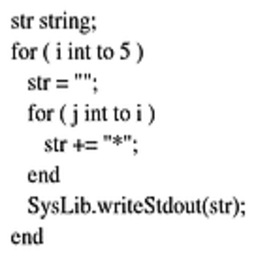 str string;
for ( i int to 5 )
str = "";
for ( j int to i )
str += "*";
end
SysLib.writeStdout(str);
end